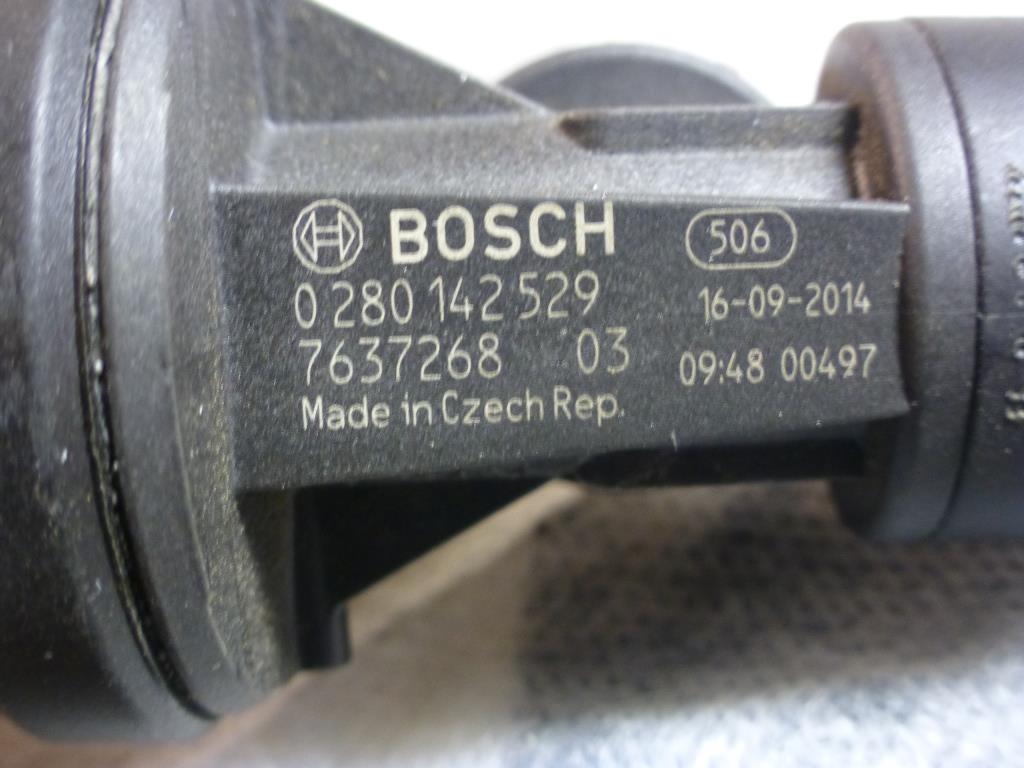 BOSCH
0 280 142 529
7637268 03
Made in Czech Rep.
506
16-09-2014
09:48 00497